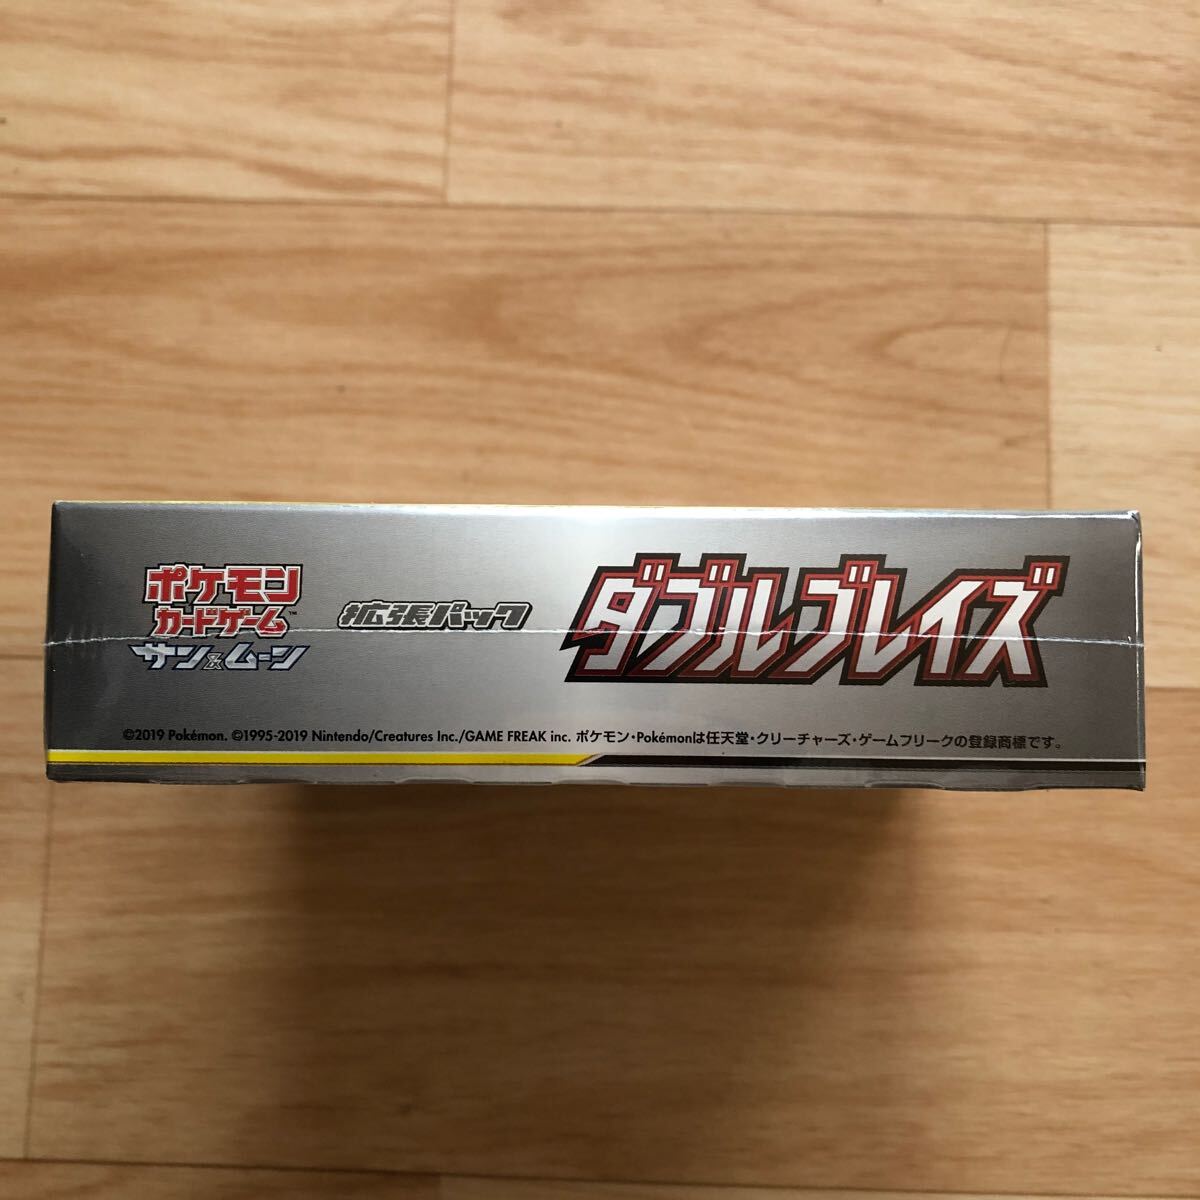 ポケモン
カードゲーム™
サン&ムーン
拡張パック
ダブルブレイズ
©2019 Pokémon. ©1995-2019 Nintendo/Creatures Inc./GAME FREAK inc. ポケモン・Pokémonは任天堂・クリーチャーズ・ゲームフリークの登録商標です。